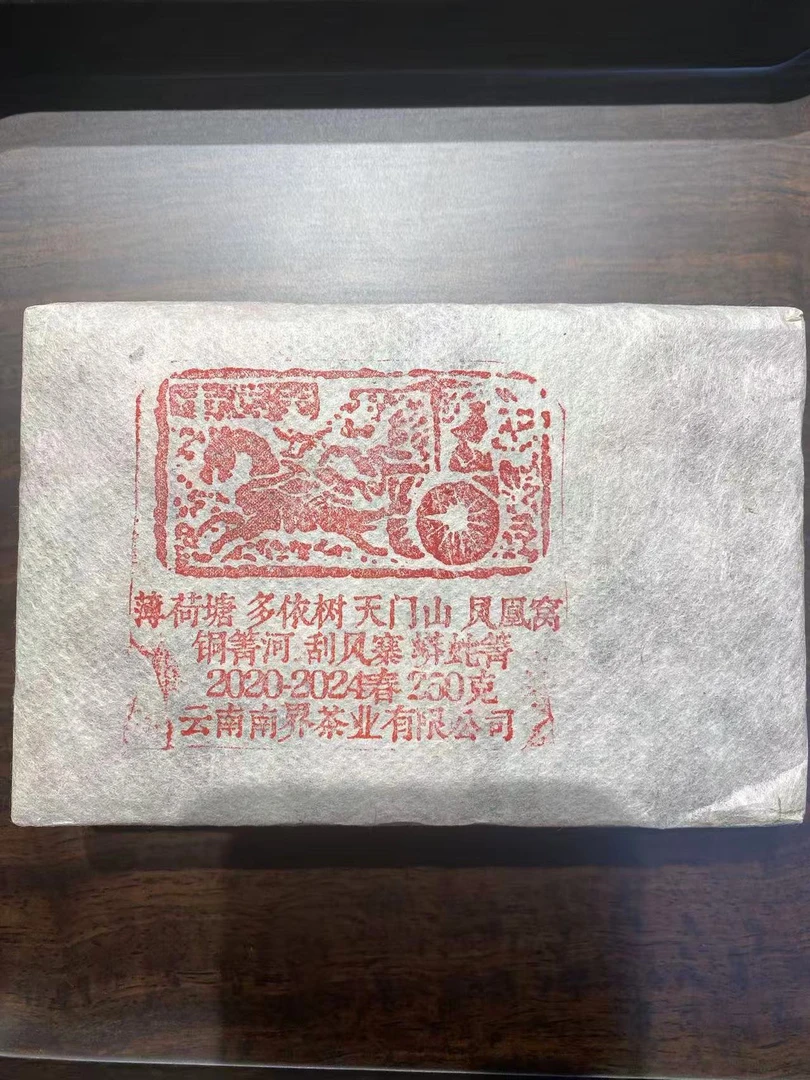 薄荷塘 多依树 天门山 凤凰窝
铜箐河 刮风寨 蟒蛇箐
2020-2024春 250克
云南南界茶业有限公司